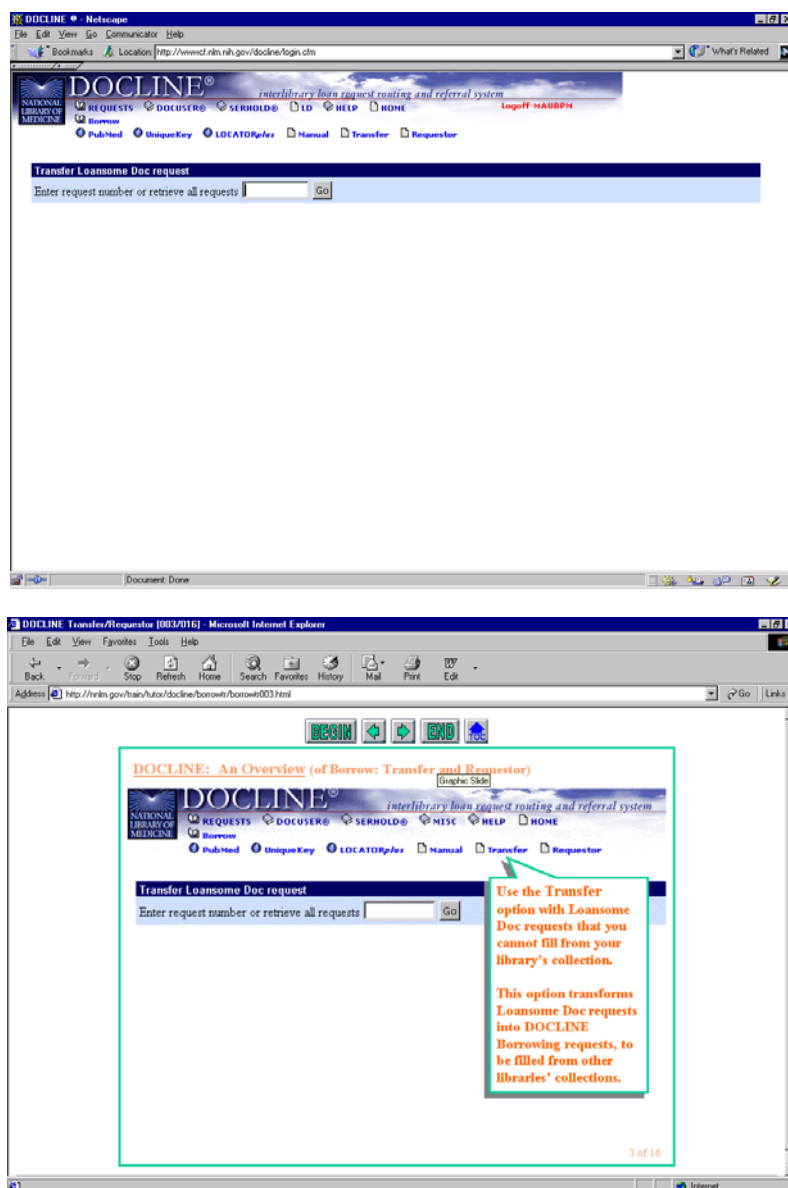 DOCLINE ® - Netscape
File Edit View Go Communicator Help
Bookmarks Location: http://wwwcf.nlm.nih.gov/docline/login.cfm What's Related
DOCLINE®
interlibrary loan request routing and referral system
NATIONAL LIBRARY OF MEDICINE
REQUESTS DOCUSER® SERHOLD® LD HELP HOME Logoff-MAUBPM
Borrow
PubMed UniqueKey LOCATORplus Manual Transfer Requestor
Transfer Loansome Doc request
Enter request number or retrieve all requests Go
Document: Done
DOCLINE Transfer/Requestor [003/016] - Microsoft Internet Explorer
File Edit View Favorites Tools Help
Back Forward Stop Refresh Home Search Favorites History Mail Print Edit
Address http://nnlm.gov/train/tutor/docline/borrowtr/borrowtr003.html Go Links
BEGIN END TOC
DOCLINE: An Overview (of Borrow: Transfer and Requestor)
Graphic Slide
DOCLINE®
interlibrary loan request routing and referral system
NATIONAL LIBRARY OF MEDICINE
REQUESTS DOCUSER® SERHOLD® MISC HELP HOME
Borrow
PubMed UniqueKey LOCATORplus Manual Transfer Requestor
Transfer Loansome Doc request
Enter request number or retrieve all requests Go
Use the Transfer
option with Loansome
Doc requests that you
cannot fill from your
library's collection.
This option transforms
Loansome Doc requests
into DOCLINE
Borrowing requests, to
be filled from other
libraries' collections.
3 of 16
Internet